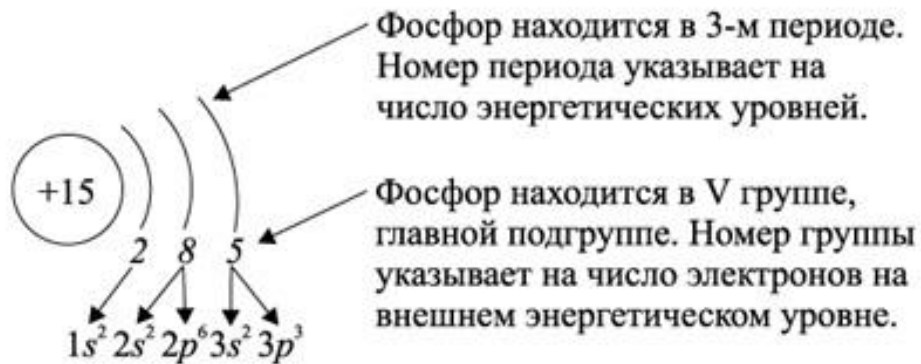 Фосфор находится в 3-м периоде.
Номер периода указывает на
число энергетических уровней.
+15
Фосфор находится в V группе,
главной подгруппе. Номер группы
указывает на число электронов на
внешнем энергетическом уровне.
2 8 5
1s² 2s² 2p⁶ 3s² 3p³